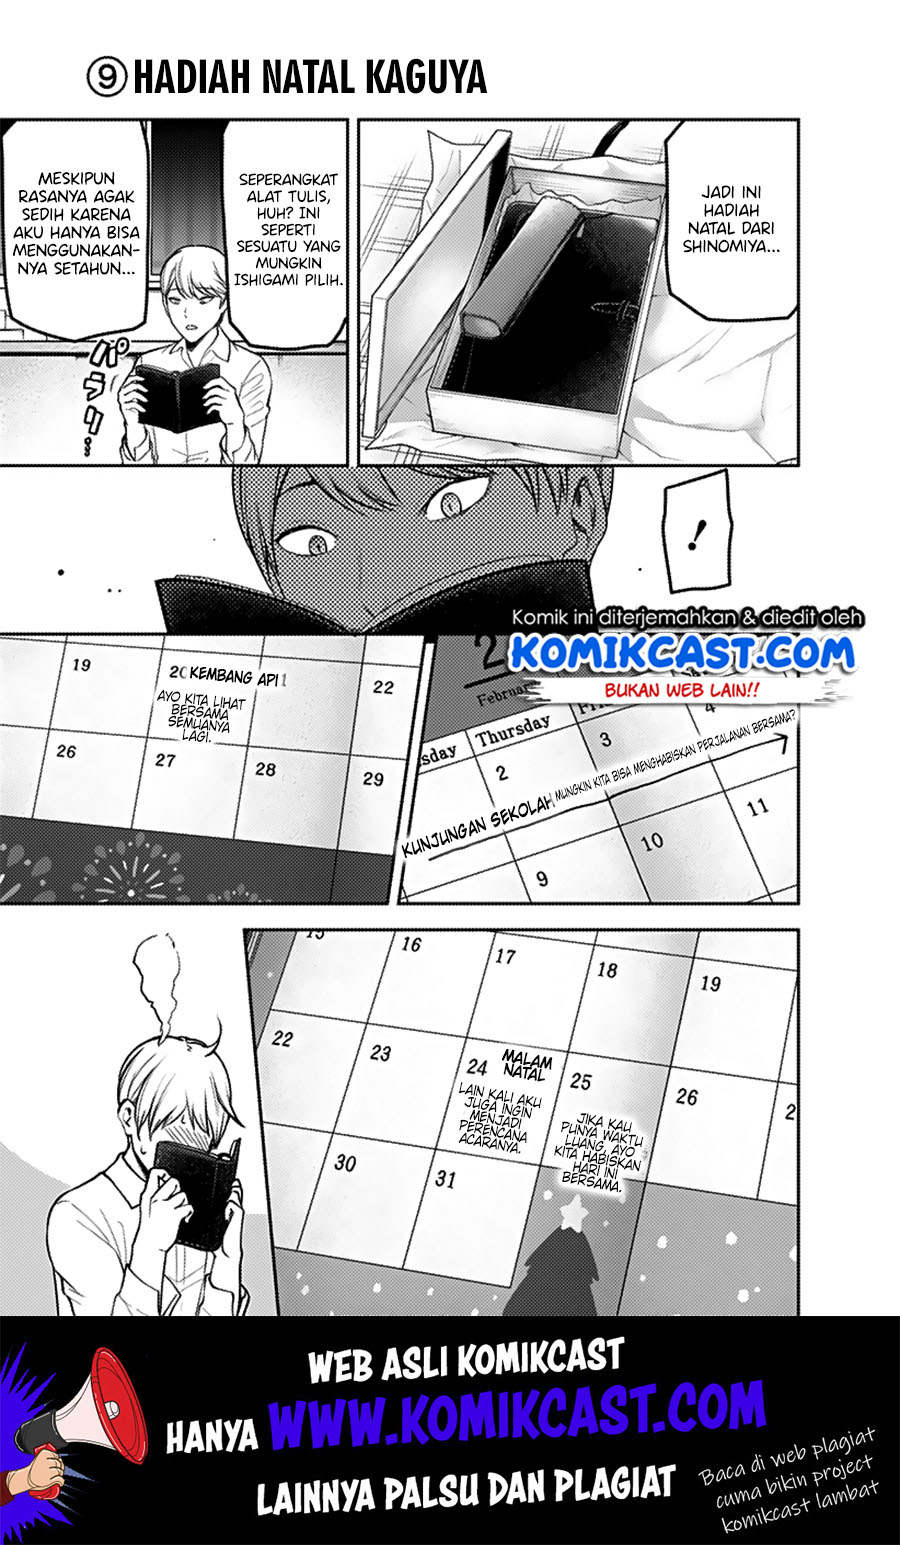 ⑨ HADIAH NATAL KAGUYA
JADI INI
HADIAH
NATAL DARI
SHINOMIYA...
SEPERANGKAT
ALAT TULIS,
HUH? INI
SEPERTI
SESUATU YANG
MUNGKIN
ISHIGAMI PILIH.
MESKIPUN
RASANYA AGAK
SEDIH KARENA
AKU HANYA BISA
MENGGUNAKAN-
NYA SETAHUN...
パラリ…
!
Komik ini diterjemahkan & diedit oleh
KOMIKCAST.COM
BUKAN WEB LAIN!!
2
Februar
sday
Thursday
2
3
4
KUNJUNGAN SEKOLAH
MUNGKIN KITA BISA MENGHABISKAN PERJALANAN BERSAMA?
9
10
11
19
20 KEMBANG API
22
AYO KITA LIHAT
BERSAMA
SEMUANYA
LAGI.
26
27
28
29
15
16
17
18
19
22
23
24
MALAM
NATAL
25
26
LAIN KALI AKU
JUGA INGIN
MENJADI
PERENCANA
ACARANYA.
JIKA KAU
PUNYA WAKTU
LUANG, AYO
KITA HABISKAN
HARI INI
BERSAMA.
30
31
WEB ASLI KOMIKCAST
HANYA WWW.KOMIKCAST.COM
LAINNYA PALSU DAN PLAGIAT
Baca di web plagiat
cuma bikin project
komikcast lambat